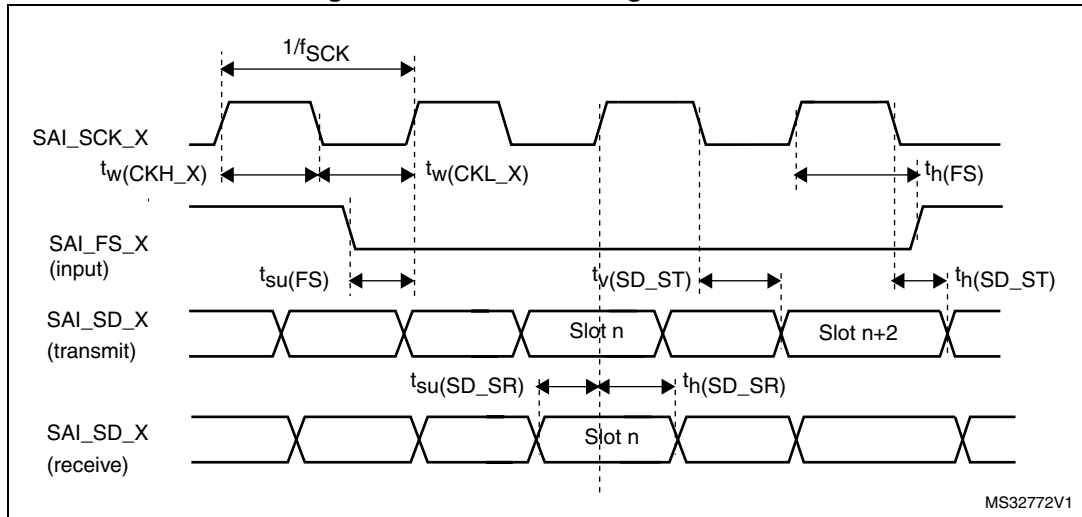 1/fSCK
SAI_SCK_X
tw(CKH_X)
tw(CKL_X)
th(FS)
SAI_FS_X
(input)
tsu(FS)
tv(SD_ST)
th(SD_ST)
SAI_SD_X
(transmit)
Slot n
Slot n+2
tsu(SD_SR)
th(SD_SR)
SAI_SD_X
(receive)
Slot n
MS32772V1